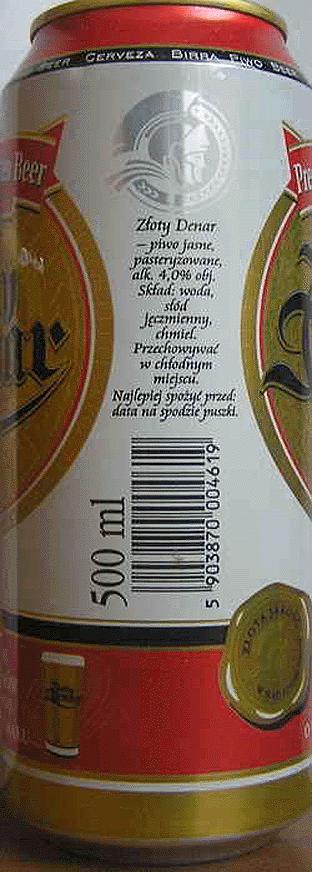 BEER CERVEZA BIRRA PIWO BEER
Beer
Pre
Złoty Denar
– piwo jasne,
pasteryzowane,
alk. 4,0% obj.
Skład: woda,
słód
jęczmienny,
chmiel.
Przechowywać
w chłodnym
miejscu.
Najlepiej spożyć przed:
data na spodzie puszki.
500 ml
5 903870 004619